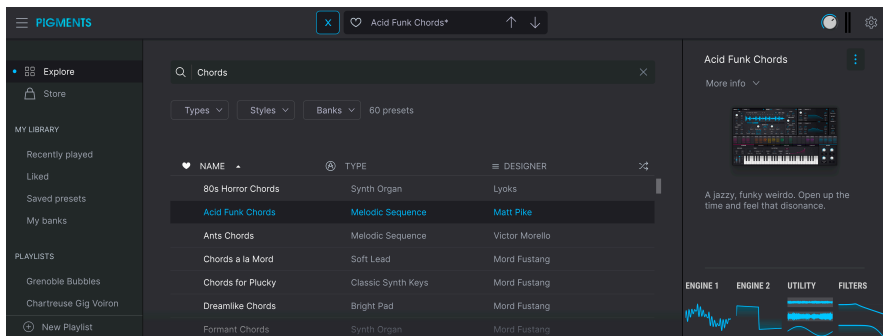 PIGMENTS
X
Acid Funk Chords*
Explore
Store
MY LIBRARY
Recently played
Liked
Saved presets
My banks
PLAYLISTS
Grenoble Bubbles
Chartreuse Gig Voiron
New Playlist
Chords
Types
Styles
Banks
60 presets
NAME TYPE DESIGNER
80s Horror Chords Synth Organ Lyoks
Acid Funk Chords Melodic Sequence Matt Pike
Ants Chords Melodic Sequence Victor Morello
Chords a la Mord Soft Lead Mord Fustang
Chords for Plucky Classic Synth Keys Mord Fustang
Dreamlike Chords Bright Pad Mord Fustang
Formant Chords Synth Organ Mord Fustang
Acid Funk Chords
More info
A jazzy, funky weirdo. Open up the
time and feel that disonance.
ENGINE 1 ENGINE 2 UTILITY FILTERS